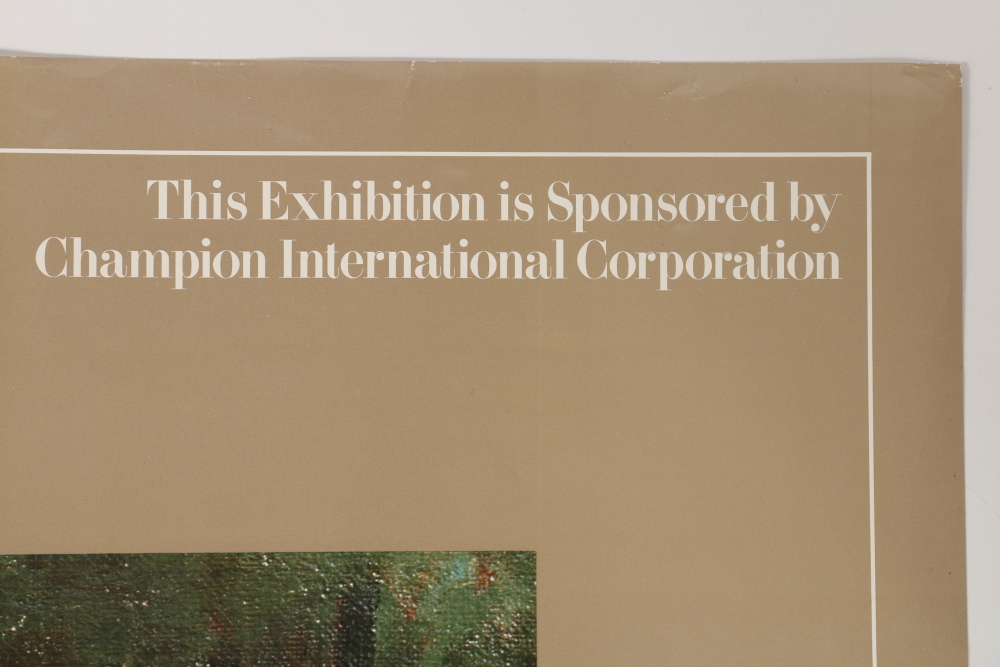 This Exhibition is Sponsored by
Champion International Corporation